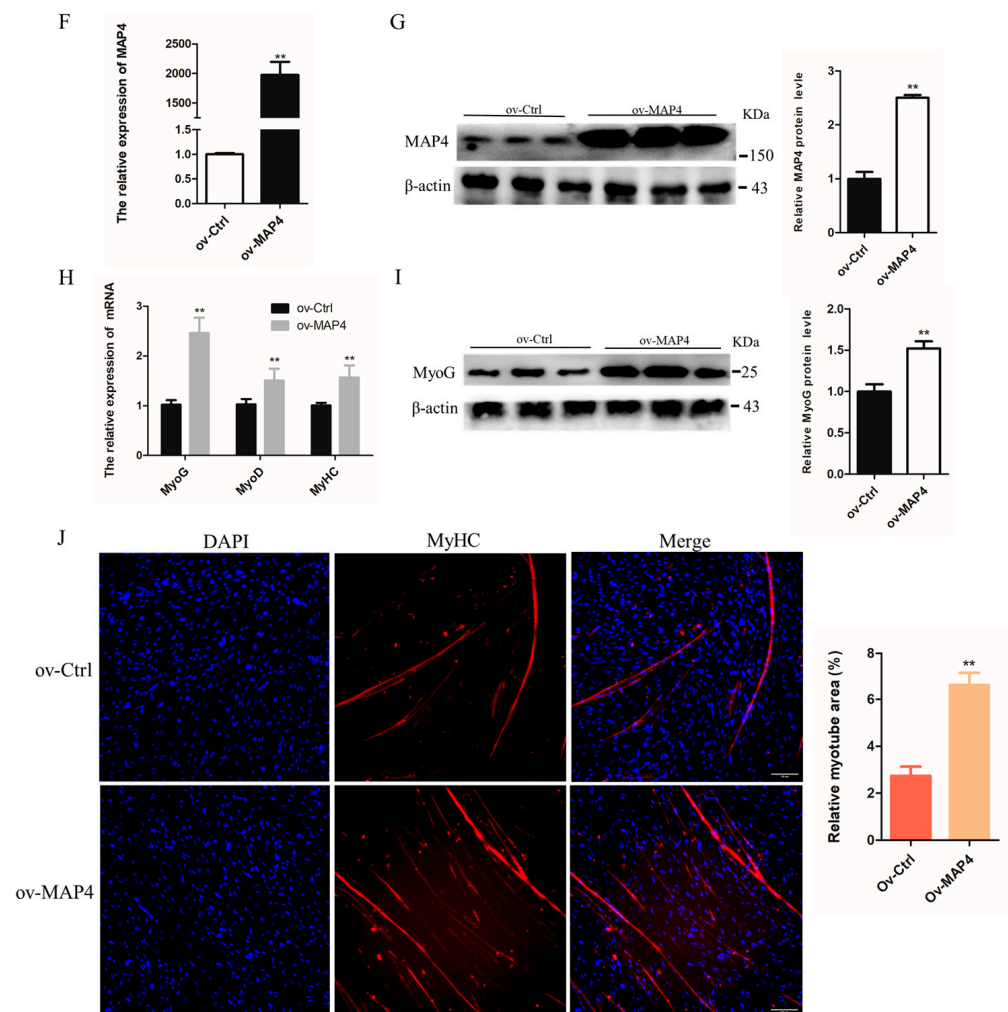 F
The relative expression of MAP4
2500
2000
1500
1000
1.5
1.0
0.5
0.0
**
ov-Ctrl
ov-MAP4
G
ov-Ctrl
ov-MAP4
KDa
MAP4
150
β-actin
43
Relative MAP4 protein levle
3
2
1
0
**
ov-Ctrl
ov-MAP4
H
The relative expression of mRNA
3
2
1
0
ov-Ctrl
ov-MAP4
**
**
**
MyoG
MyoD
MyHC
I
ov-Ctrl
ov-MAP4
KDa
MyoG
25
β-actin
43
Relative MyoG protein levle
2.0
1.5
1.0
0.5
0.0
**
ov-Ctrl
ov-MAP4
J
DAPI
MyHC
Merge
ov-Ctrl
ov-MAP4
Relative myotube area (%)
8
6
4
2
0
**
Ov-Ctrl
Ov-MAP4